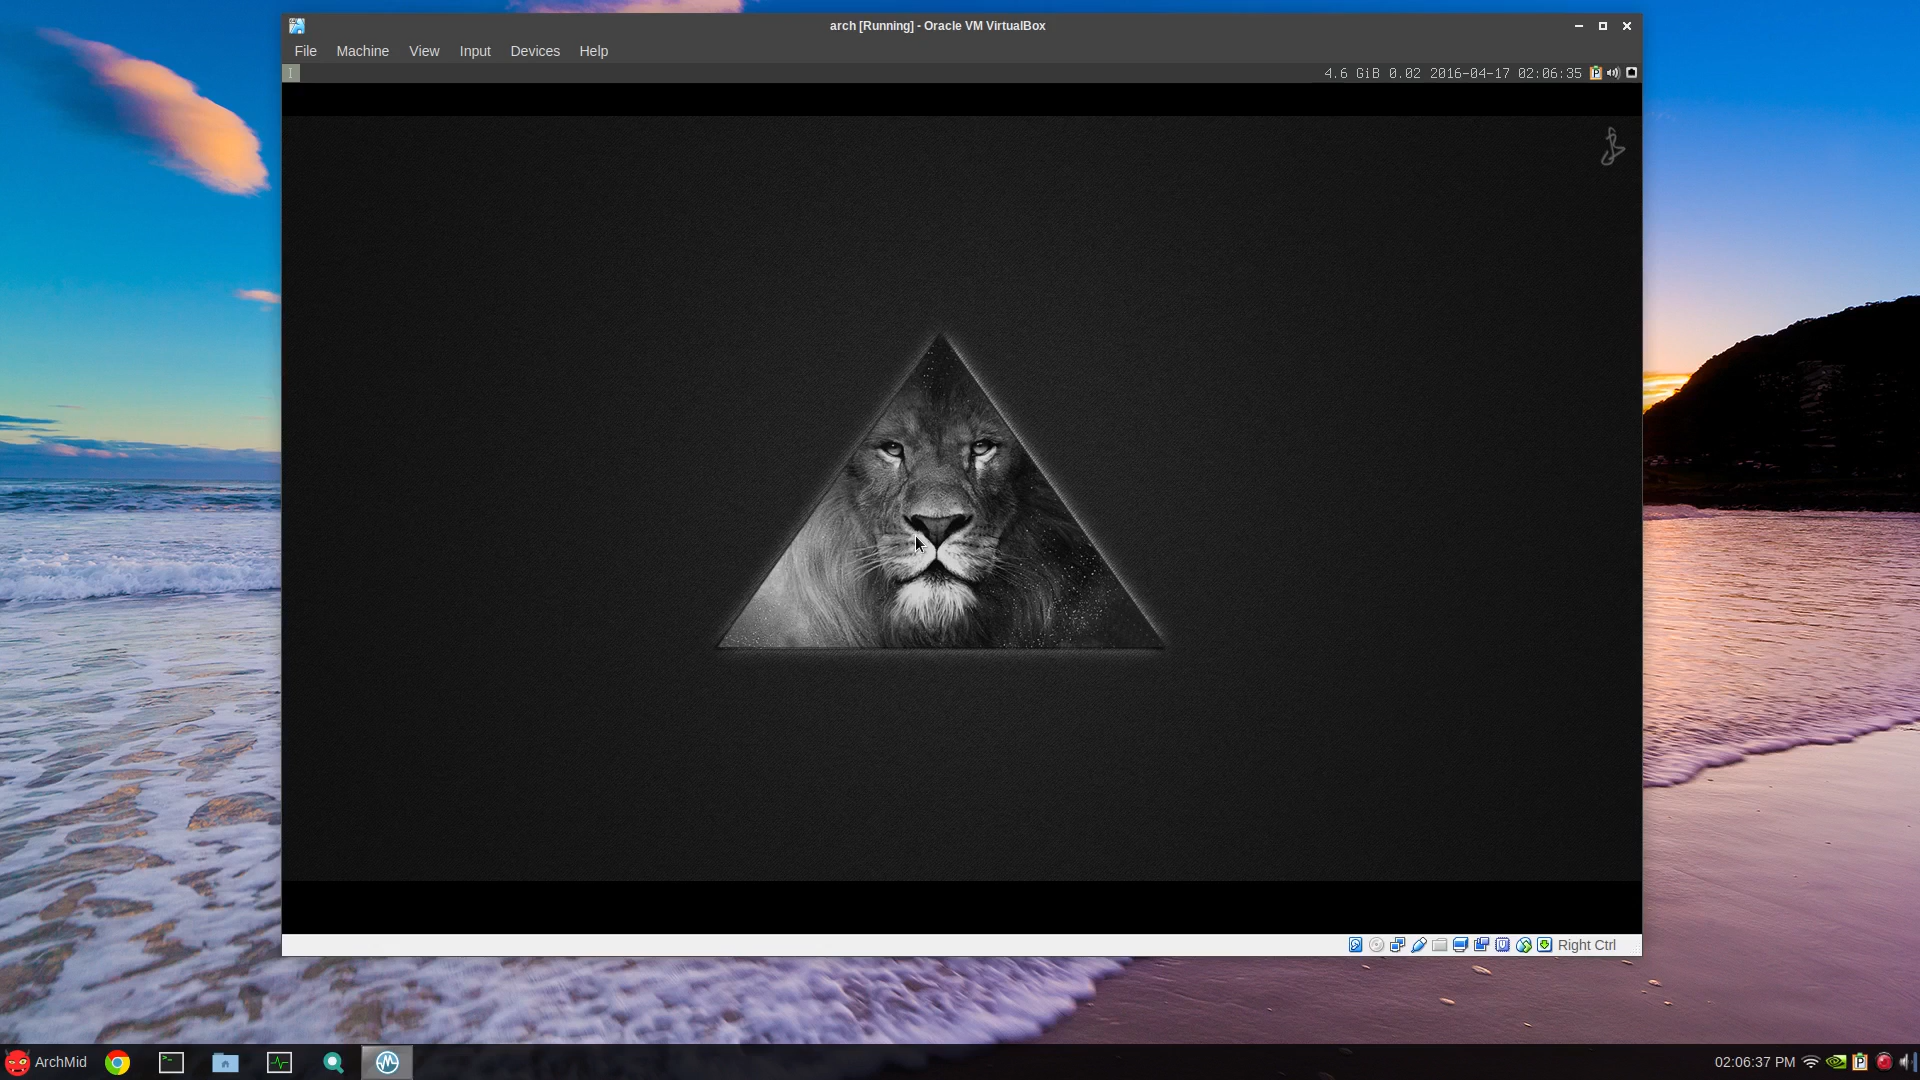 arch [Running] - Oracle VM VirtualBox
File Machine View Input Devices Help
I 4.6 GiB 0.02 2016-04-17 02:06:35
Right Ctrl
ArchMid 02:06:37 PM